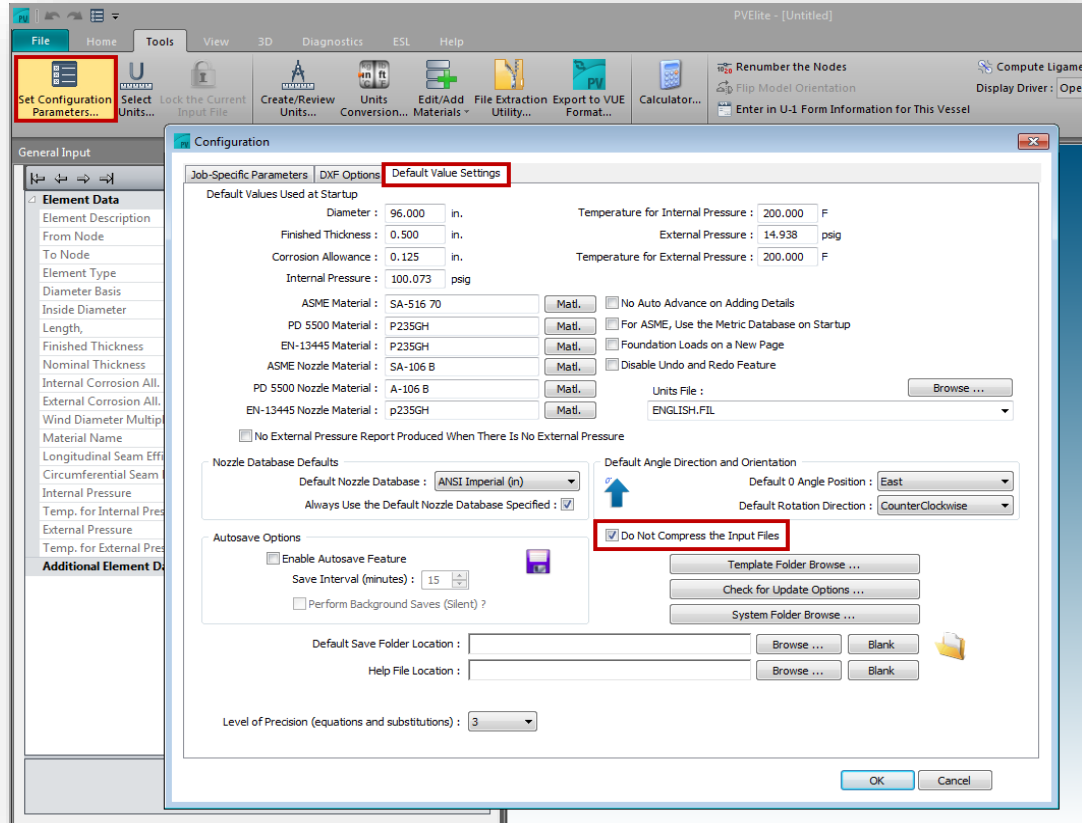 PVElite - [Untitled]
File Home Tools View 3D Diagnostics ESL Help
Set Configuration Parameters...
Select Units...
Lock the Current Input File
Create/Review Units...
Units Conversion...
Edit/Add Materials
File Extraction Utility...
Export to VUE Format...
Calculator...
Renumber the Nodes
Flip Model Orientation
Enter in U-1 Form Information for This Vessel
Compute Ligame
Display Driver : Ope
General Input
Element Data
Element Description
From Node
To Node
Element Type
Diameter Basis
Inside Diameter
Length,
Finished Thickness
Nominal Thickness
Internal Corrosion All.
External Corrosion All.
Wind Diameter Multipl
Material Name
Longitudinal Seam Effi
Circumferential Seam
Internal Pressure
Temp. for Internal Pres
External Pressure
Temp. for External Pres
Additional Element Da
Configuration
Job-Specific Parameters DXF Options Default Value Settings
Default Values Used at Startup
Diameter : 96.000 in.
Finished Thickness : 0.500 in.
Corrosion Allowance : 0.125 in.
Internal Pressure : 100.073 psig
Temperature for Internal Pressure : 200.000 F
External Pressure : 14.938 psig
Temperature for External Pressure : 200.000 F
ASME Material : SA-516 70 Matl.
PD 5500 Material : P235GH Matl.
EN-13445 Material : P235GH Matl.
ASME Nozzle Material : SA-106 B Matl.
PD 5500 Nozzle Material : A-106 B Matl.
EN-13445 Nozzle Material : p235GH Matl.
No Auto Advance on Adding Details
For ASME, Use the Metric Database on Startup
Foundation Loads on a New Page
Disable Undo and Redo Feature
Units File : Browse ...
ENGLISH.FIL
No External Pressure Report Produced When There Is No External Pressure
Nozzle Database Defaults
Default Nozzle Database : ANSI Imperial (in)
Always Use the Default Nozzle Database Specified :
Default Angle Direction and Orientation
Default 0 Angle Position : East
Default Rotation Direction : CounterClockwise
Autosave Options
Enable Autosave Feature
Save Interval (minutes) : 15
Perform Background Saves (Silent) ?
Do Not Compress the Input Files
Template Folder Browse ...
Check for Update Options ...
System Folder Browse ...
Default Save Folder Location : Browse ... Blank
Help File Location : Browse ... Blank
Level of Precision (equations and substitutions) : 3
OK Cancel